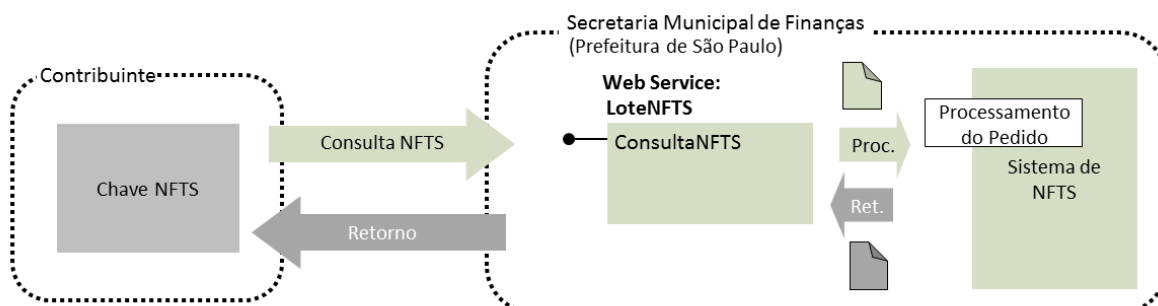 Secretaria Municipal de Finanças
(Prefeitura de São Paulo)
Contribuinte
Web Service:
LoteNFTS
Processamento
do Pedido
Consulta NFTS
ConsultaNFTS
Proc.
Sistema de
NFTS
Chave NFTS
Ret.
Retorno